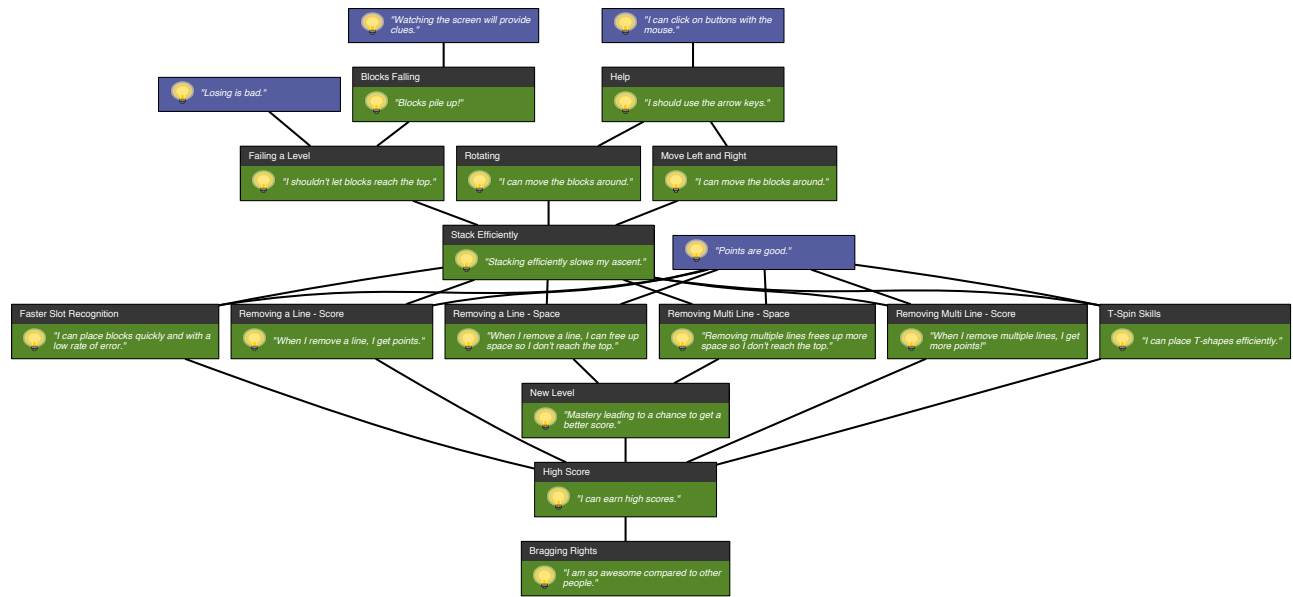 "Watching the screen will provide
clues."
"I can click on buttons with the
mouse."
Blocks Falling
"Blocks pile up!"
Help
"I should use the arrow keys."
"Losing is bad."
Failing a Level
"I shouldn't let blocks reach the top."
Rotating
"I can move the blocks around."
Move Left and Right
"I can move the blocks around."
Stack Efficiently
"Stacking efficiently slows my ascent."
"Points are good."
Faster Slot Recognition
"I can place blocks quickly and with a
low rate of error."
Removing a Line - Score
"When I remove a line, I get points."
Removing a Line - Space
"When I remove a line, I can free up
space so I don't reach the top."
Removing Multi Line - Space
"Removing multiple lines frees up more
space so I don't reach the top."
Removing Multi Line - Score
"When I remove multiple lines, I get
more points!"
T-Spin Skills
"I can place T-shapes efficiently."
New Level
"Mastery leading to a chance to get a
better score."
High Score
"I can earn high scores."
Bragging Rights
"I am so awesome compared to other
people."